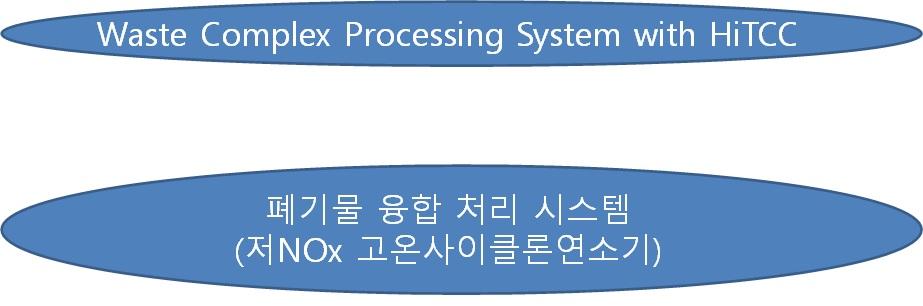 Waste Complex Processing System with HiTCC
폐기물 융합 처리 시스템
(저NOx 고온사이클론연소기)